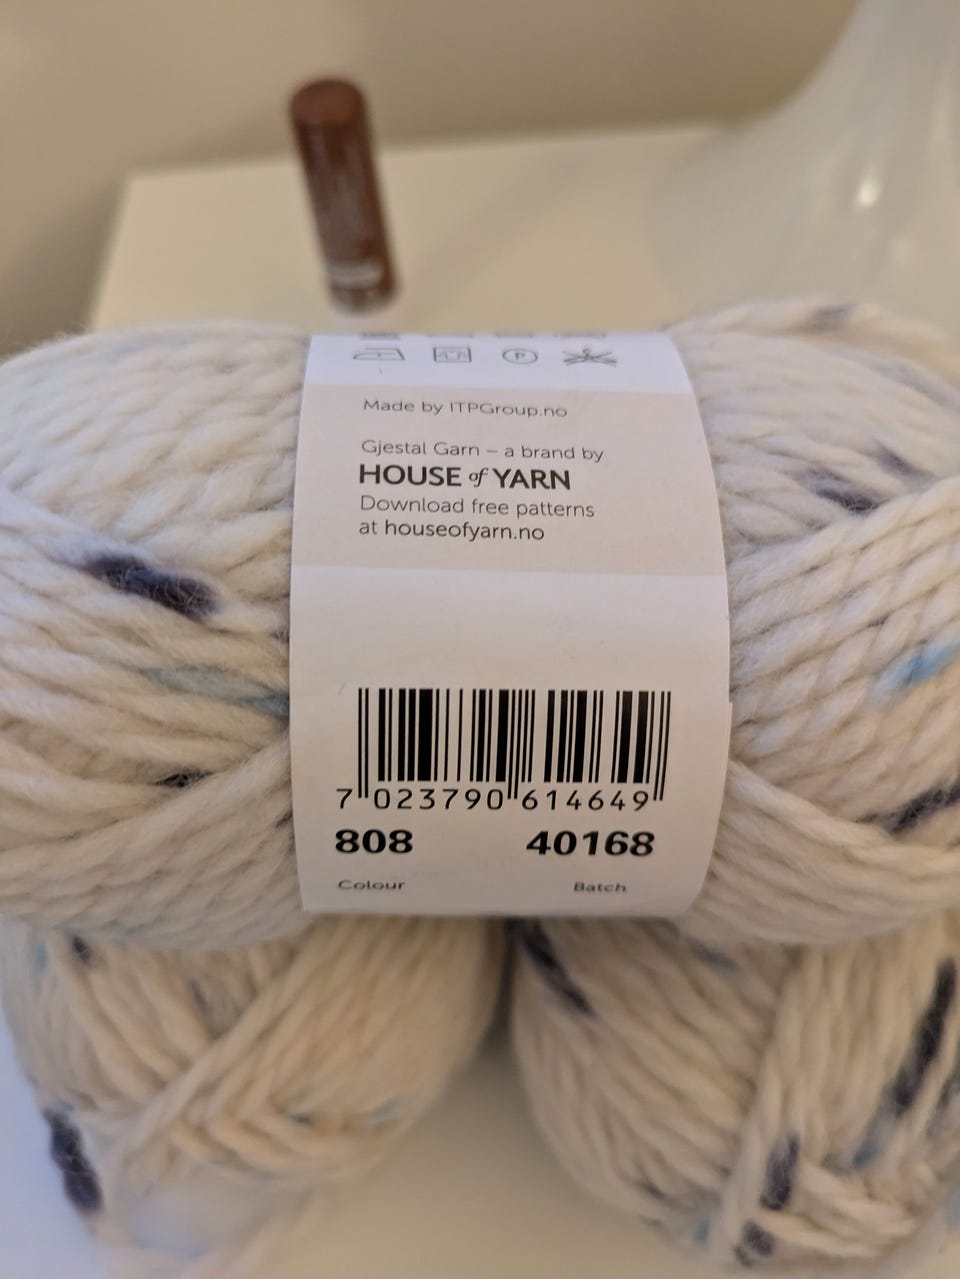 Made by ITPGroup.no
Gjestal Garn – a brand by
HOUSE of YARN
Download free patterns
at houseofyarn.no
7 023790 614649
808 40168
Colour Batch